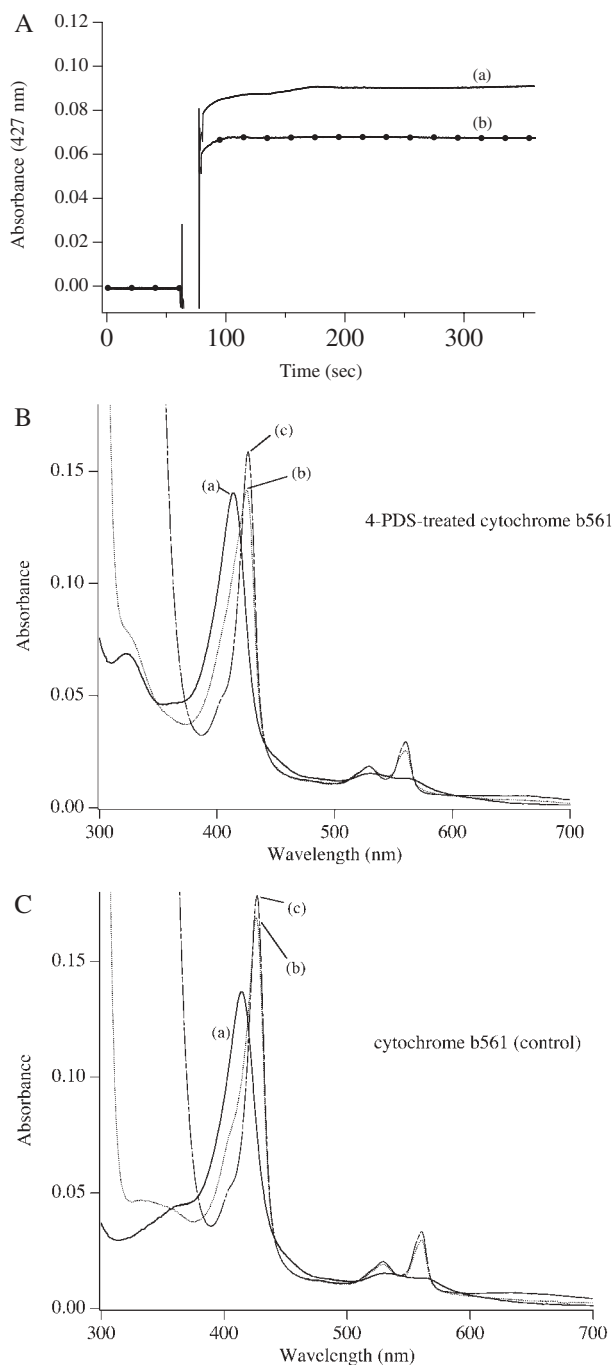 A
0.12
0.10
0.08
0.06
0.04
0.02
0.00
Absorbance (427 nm)
(a)
(b)
0
100
200
300
Time (sec)
B
0.15
0.10
0.05
0.00
Absorbance
(c)
(a)
(b)
4-PDS-treated cytochrome b561
300
400
500
600
700
Wavelength (nm)
C
0.15
0.10
0.05
0.00
Absorbance
(c)
(b)
(a)
cytochrome b561 (control)
300
400
500
600
700
Wavelength (nm)